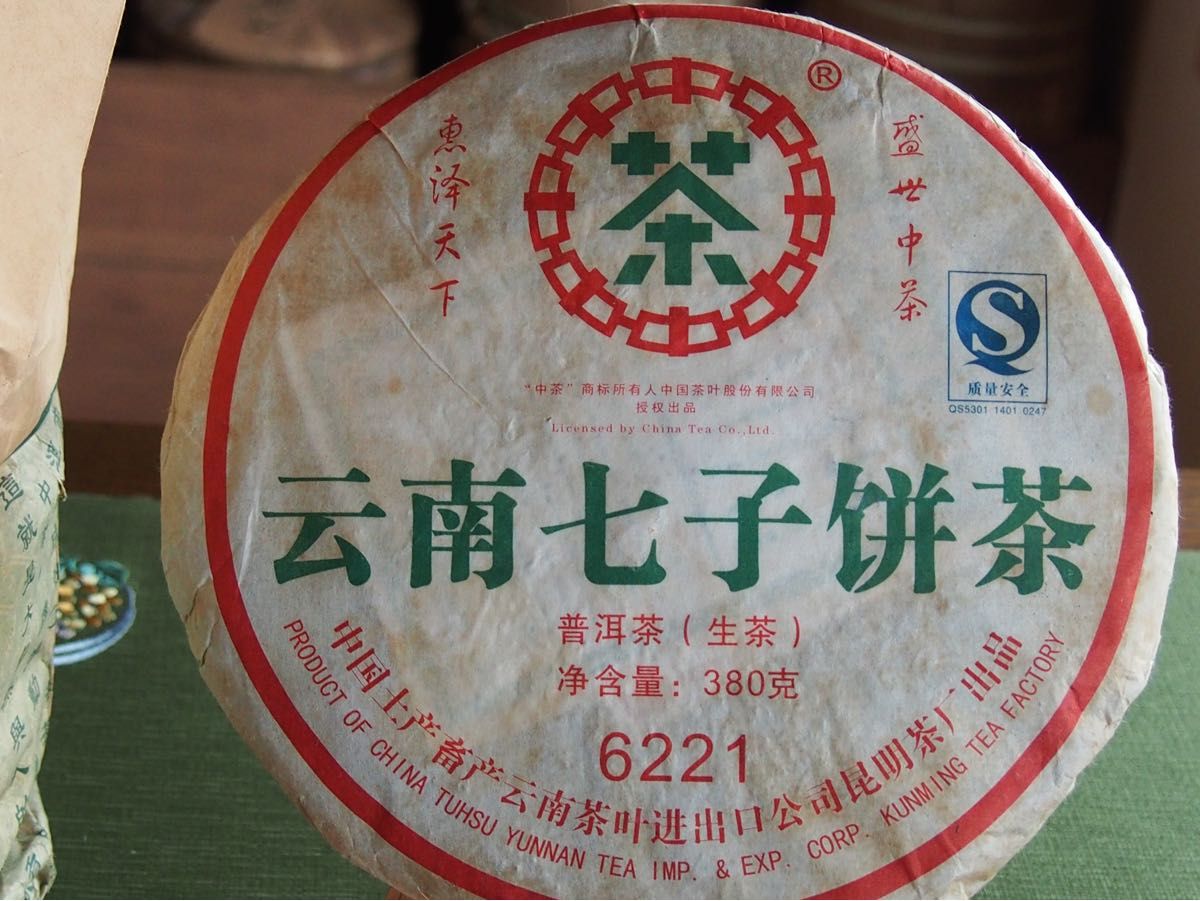 盛世中茶
惠泽天下
茶
®
质量安全
QS5301 1401 0247
“中茶”商标所有人中国茶叶股份有限公司
授权出品
Licensed by China Tea Co.,Ltd.
云南七子饼茶
普洱茶(生茶)
净含量：380克
6221
中国土产畜产云南茶叶进出口公司昆明茶厂出品
PRODUCT OF CHINA TUHSU YUNNAN TEA IMP. & EXP. CORP. KUNMING TEA FACTORY